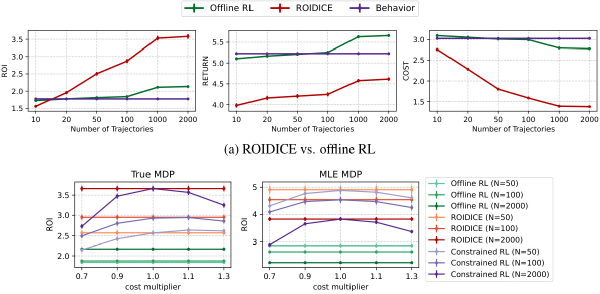 Offline RL ROIDICE Behavior
ROI
3.5
3.0
2.5
2.0
1.5
10 20 50 100 1000 2000
Number of Trajectories
RETURN
5.5
5.0
4.5
4.0
10 20 50 100 1000 2000
Number of Trajectories
COST
3.0
2.5
2.0
1.5
10 20 50 100 1000 2000
Number of Trajectories
(a) ROIDICE vs. offline RL
True MDP
ROI
3.5
3.0
2.5
2.0
0.7 0.9 1.0 1.1 1.3
cost multiplier
MLE MDP
ROI
5
4
3
0.7 0.9 1.0 1.1 1.3
cost multiplier
Offline RL (N=50)
Offline RL (N=100)
Offline RL (N=2000)
ROIDICE (N=50)
ROIDICE (N=100)
ROIDICE (N=2000)
Constrained RL (N=50)
Constrained RL (N=100)
Constrained RL (N=2000)